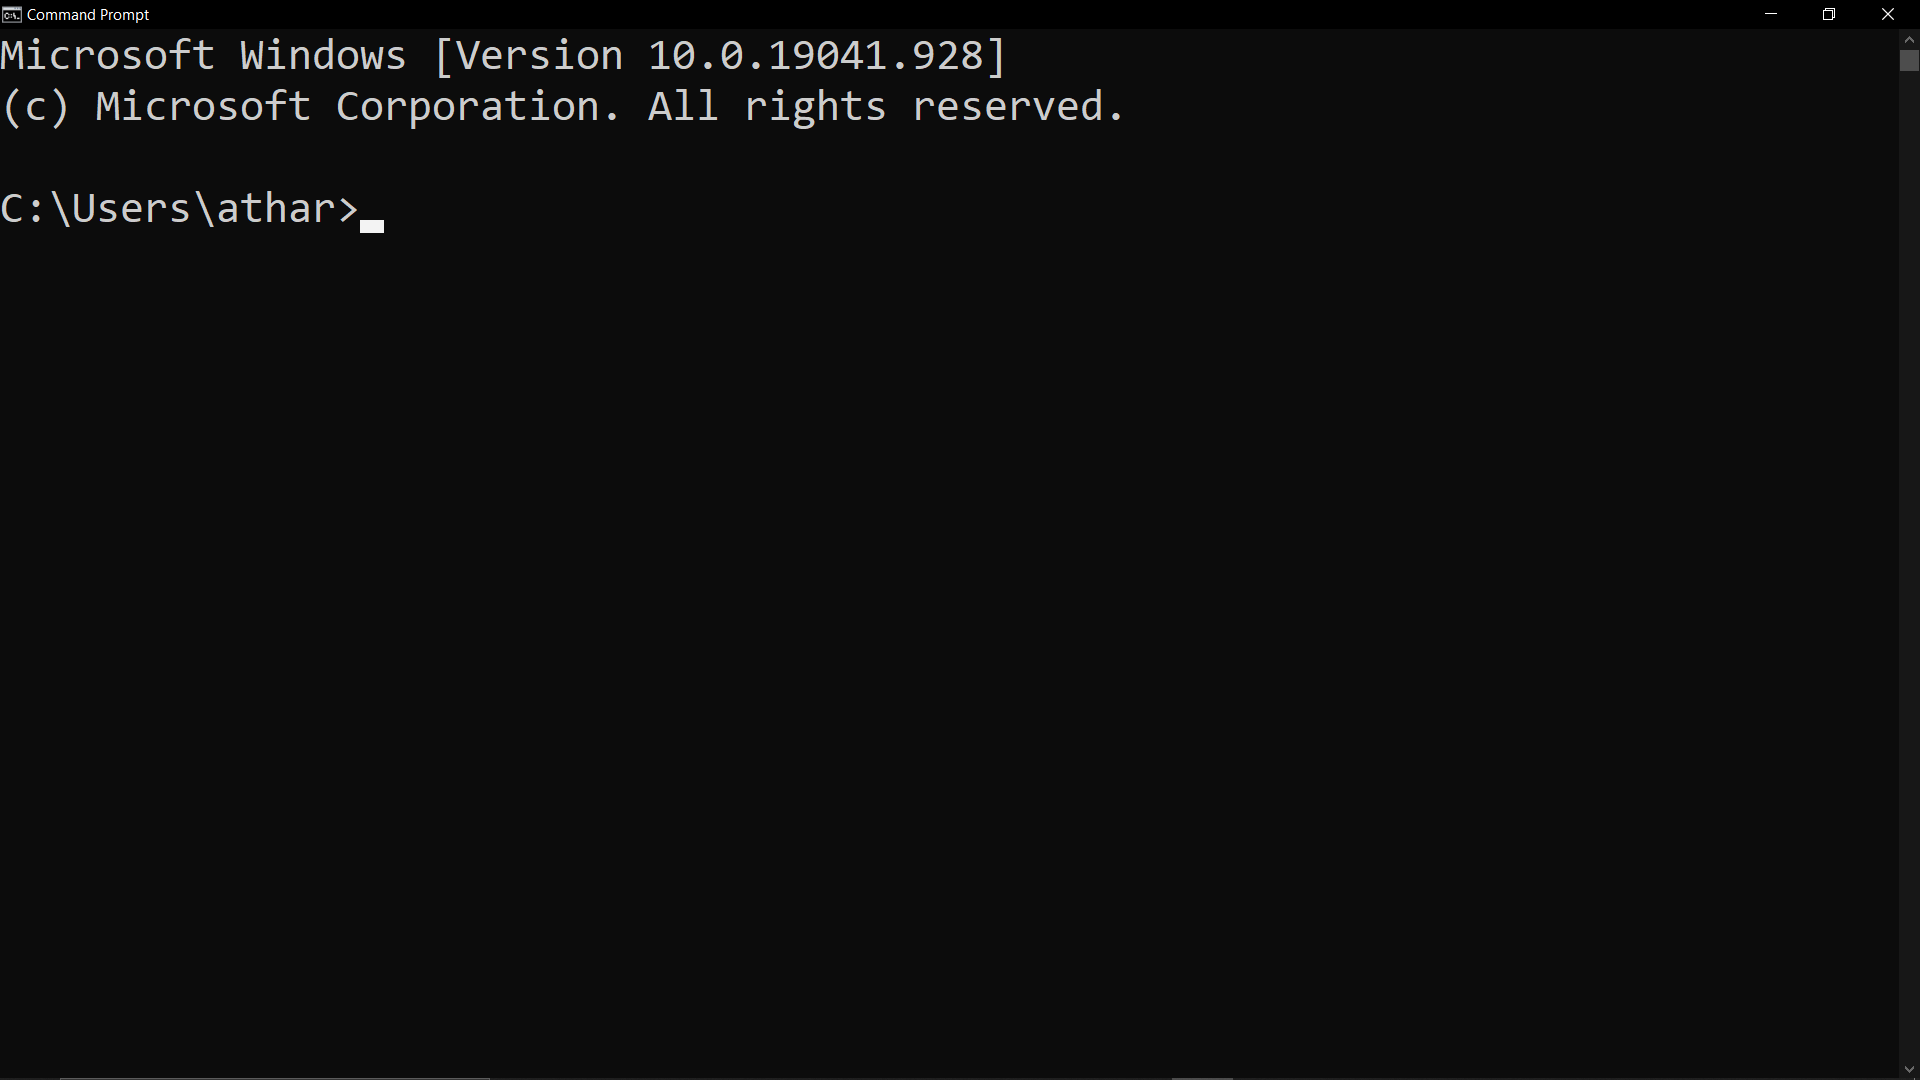 Command Prompt
Microsoft Windows [Version 10.0.19041.928]
(c) Microsoft Corporation. All rights reserved.
C:\Users\athar>